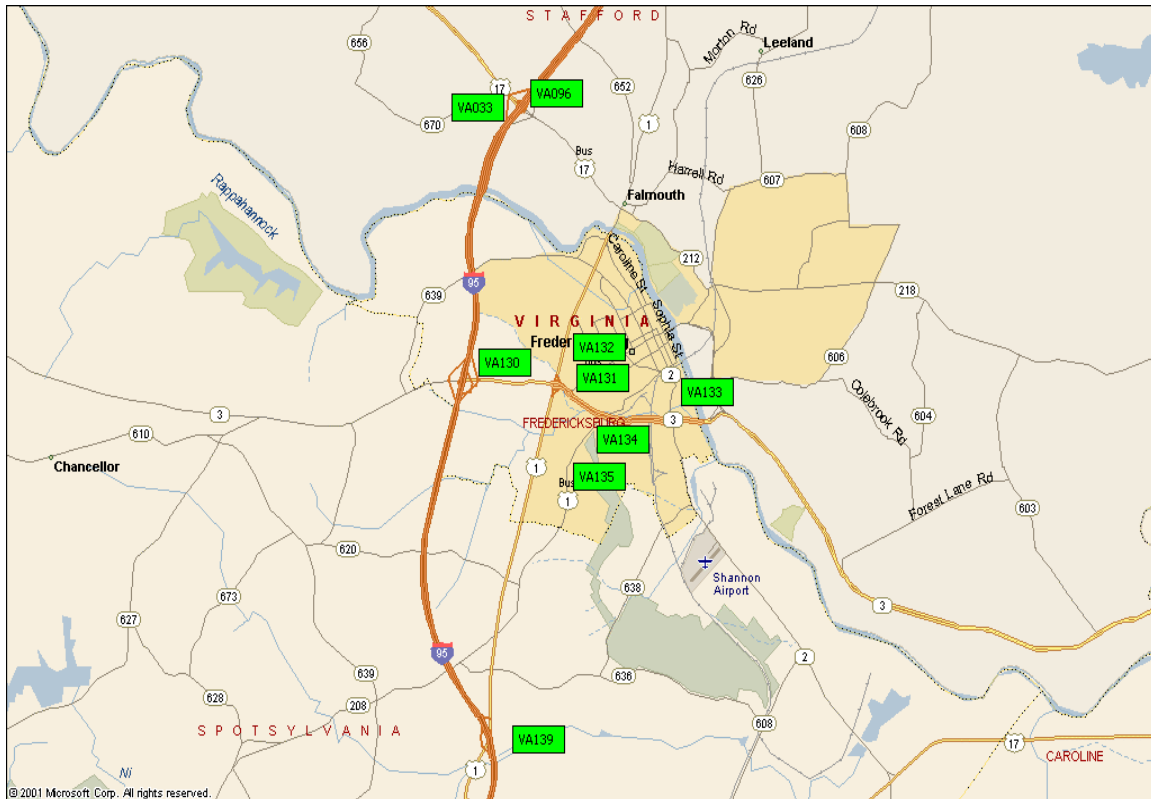 STAFFORD
656
17
VA033
VA096
652
1
Morton Rd
Leeland
626
670
608
Bus
17
Harrell Rd
607
Falmouth
Rappahannock
Caroline St
212
95
639
218
Sophia St
VIRGINIA
Freder
VA132
VA130
VA131
2
VA133
606
3
FREDERICKSBURG
3
Colebrook Rd
604
610
VA134
Chancellor
1
VA135
Bus
1
Forest Lane Rd
603
620
Shannon
Airport
638
673
3
627
95
2
639
636
628
208
SPOTSYLVANIA
608
VA139
17
CAROLINE
Ni
1
© 2001 Microsoft Corp. All rights reserved.